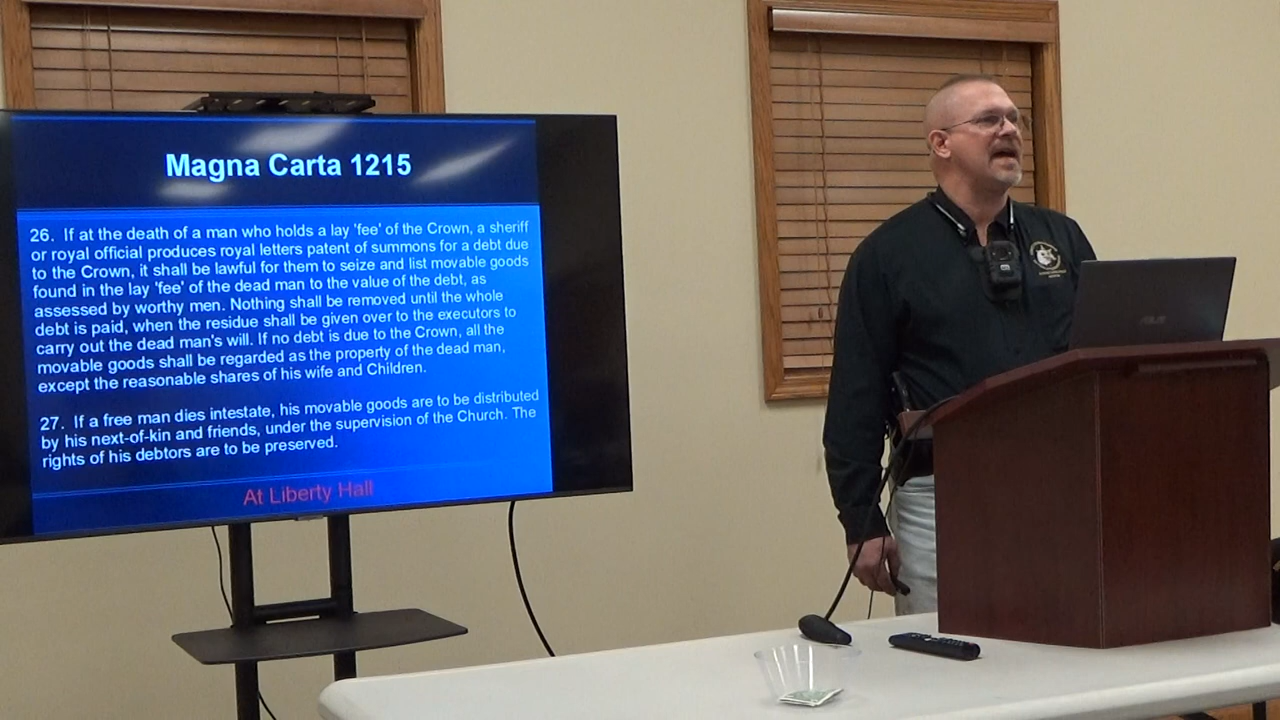 Magna Carta 1215
26. If at the death of a man who holds a lay 'fee' of the Crown, a sheriff
or royal official produces royal letters patent of summons for a debt due
to the Crown, it shall be lawful for them to seize and list movable goods
found in the lay 'fee' of the dead man to the value of the debt, as
assessed by worthy men. Nothing shall be removed until the whole
debt is paid, when the residue shall be given over to the executors to
carry out the dead man's will. If no debt is due to the Crown, all the
movable goods shall be regarded as the property of the dead man,
except the reasonable shares of his wife and Children.
27. If a free man dies intestate, his movable goods are to be distributed
by his next-of-kin and friends, under the supervision of the Church. The
rights of his debtors are to be preserved.
At Liberty Hall
ASUS